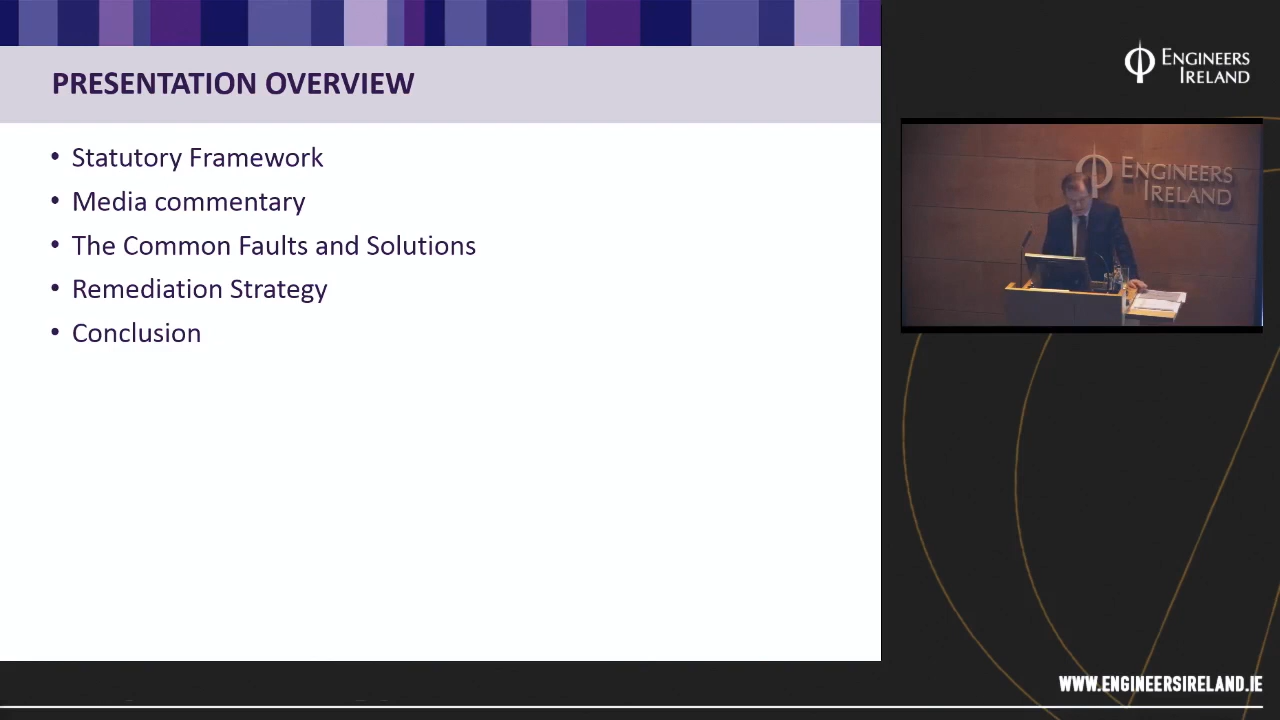 PRESENTATION OVERVIEW
• Statutory Framework
• Media commentary
• The Common Faults and Solutions
• Remediation Strategy
• Conclusion
ENGINEERS
IRELAND
ENGINEERS
IRELAND
WWW.ENGINEERSIRELAND.IE